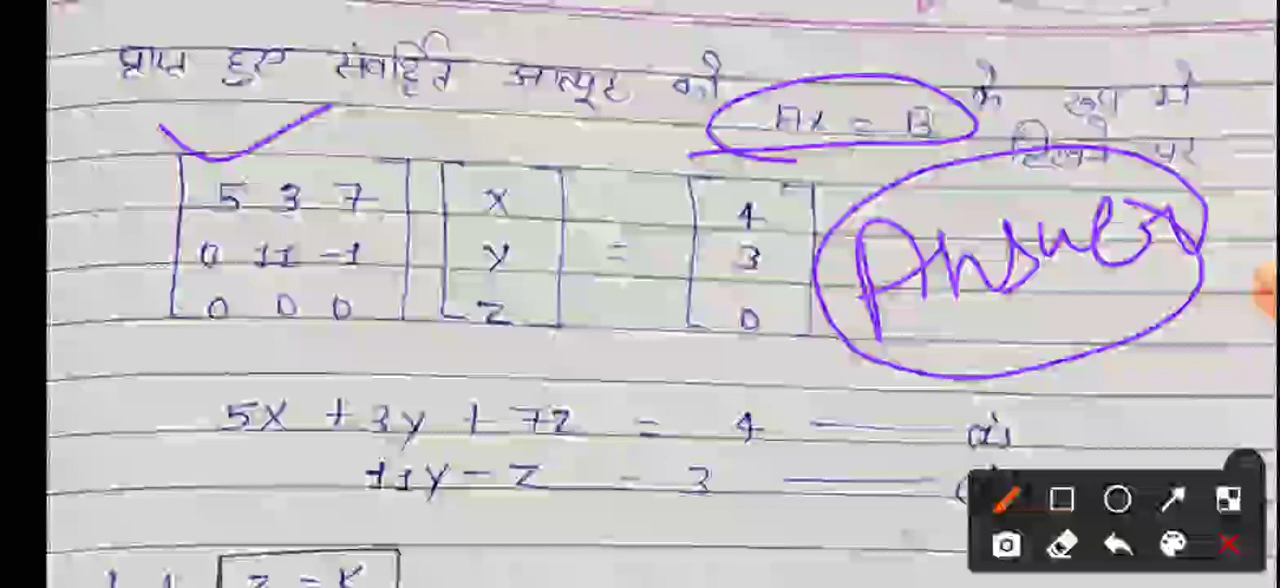 प्राप्त हुए संवर्हित आव्यूह को AX = B के रूप में
लिखने पर
5 3 7 x 4
0 11 -1 y = 3
0 0 0 z 0
Answer
5x + 3y + 7z = 4 —— (i)
11y - z = 3 ——
z = k